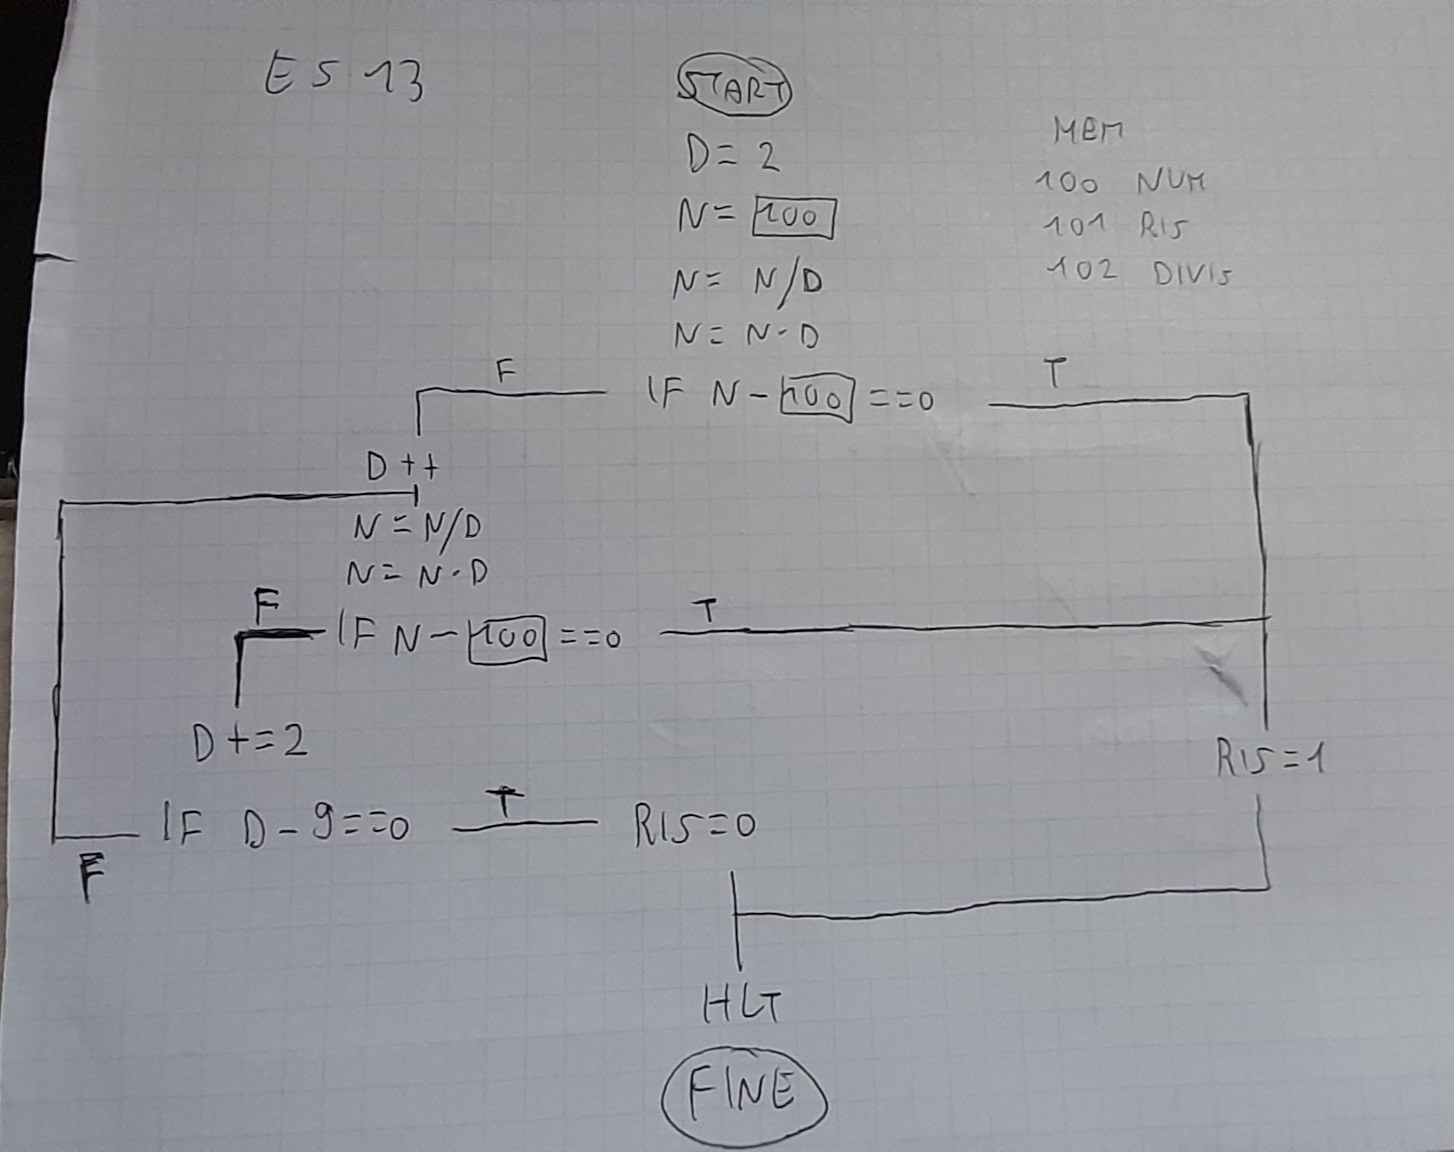 ES 13
START
D = 2
N = 100
N = N/D
N = N · D
MEM
100 NUM
101 RIS
102 DIVIS
F
IF N - 100 == 0
T
D ++
N = N/D
N = N · D
F
IF N - 100 == 0
T
D += 2
RIS = 1
IF D - 9 == 0
T
RIS = 0
F
HLT
FINE